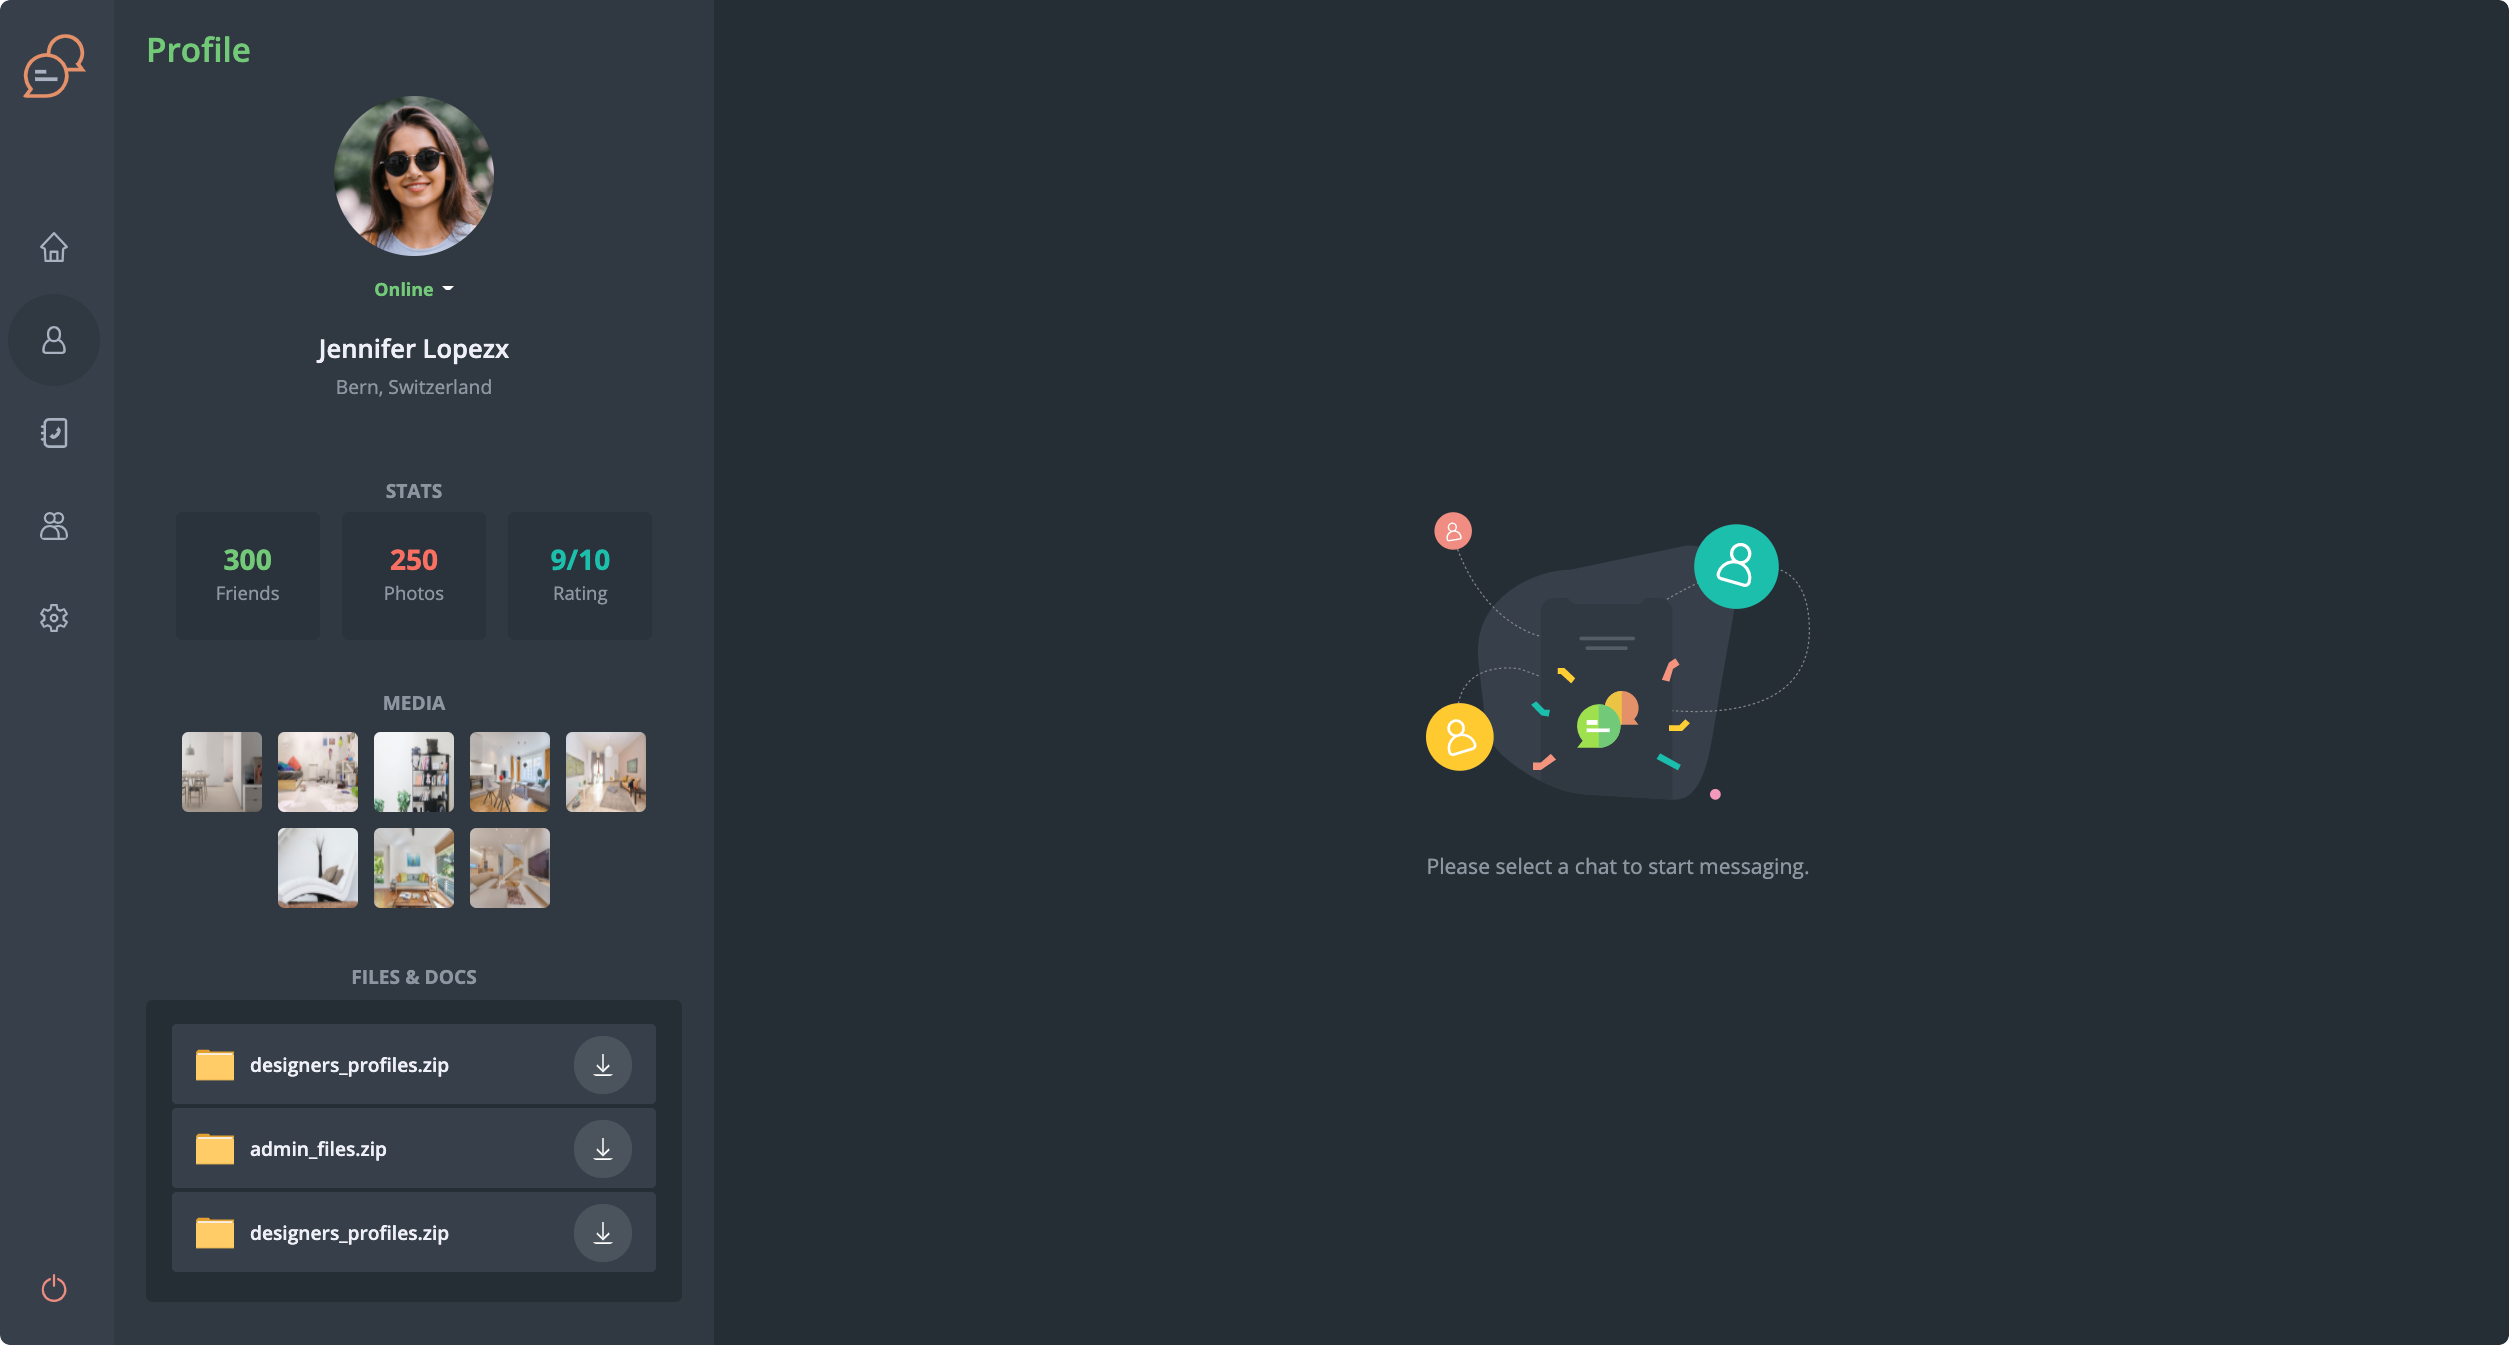 Profile
Online
Jennifer Lopezx
Bern, Switzerland
STATS
300
Friends
250
Photos
9/10
Rating
MEDIA
FILES & DOCS
designers_profiles.zip
admin_files.zip
designers_profiles.zip
Please select a chat to start messaging.